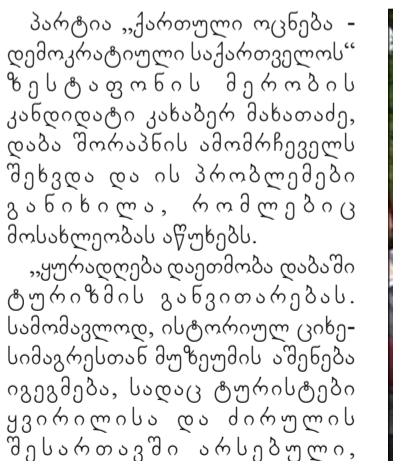 პარტია „ქართული ოცნება -
დემოკრატიული საქართველოს“
ზესტაფონის მერობის
კანდიდატი კახაბერ მახათაძე,
დაბა შორაპნის ამომრჩეველს
შეხვდა და ის პრობლემები
განიხილა, რომლებიც
მოსახლეობას აწუხებს.
„ყურადღება დაეთმობა დაბაში
ტურიზმის განვითარებას.
სამომავლოდ, ისტორიულ ციხე-
სიმაგრესთან მუზეუმის აშენება
იგეგმება, სადაც ტურისტები
ყვირილისა და ძირულის
შესართავში არსებული,